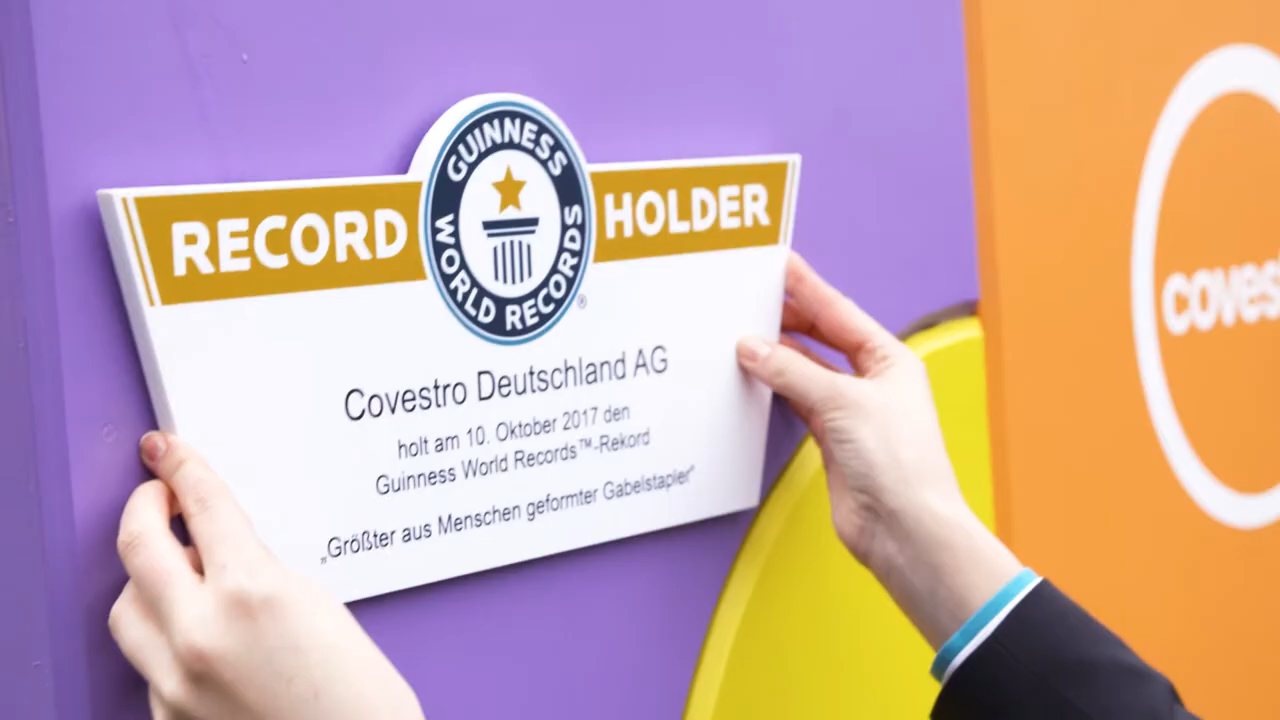 RECORD HOLDER
GUINNESS
WORLD RECORDS
®
Covestro Deutschland AG
holt am 10. Oktober 2017 den
Guinness World Records™-Rekord
„Größter aus Menschen geformter Gabelstapler“
coves